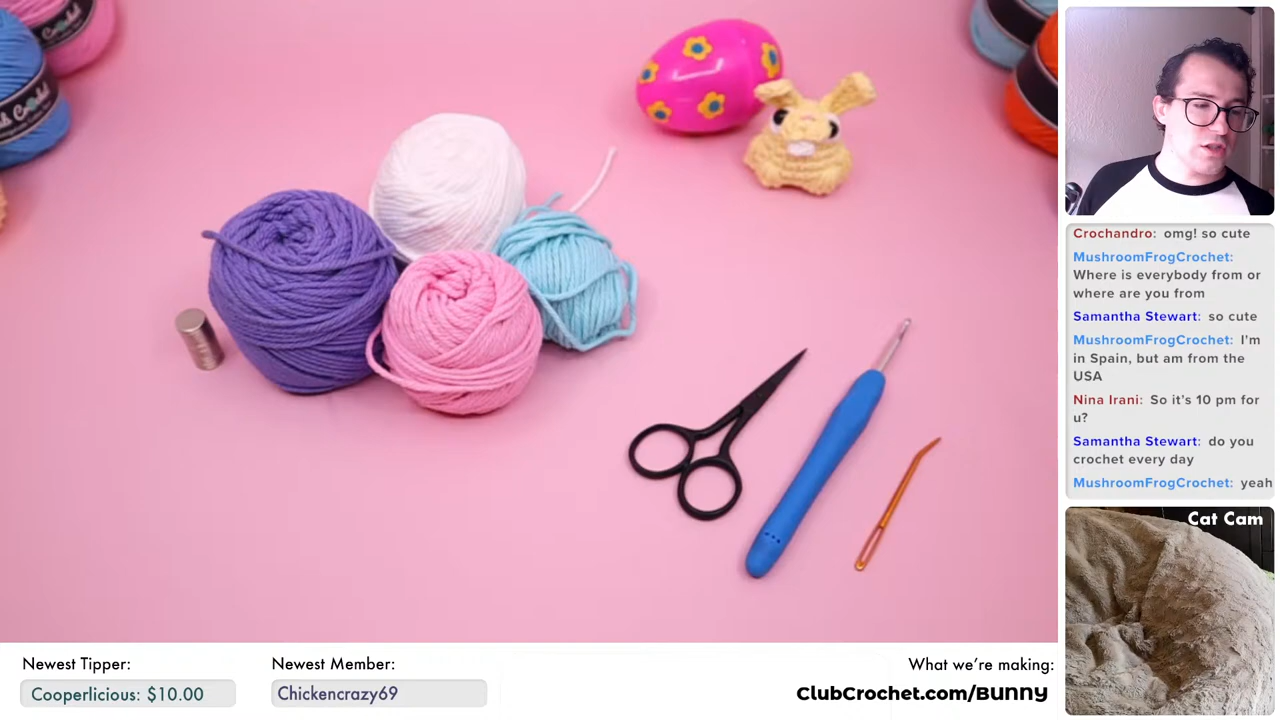 Crochandro: omg! so cute
MushroomFrogCrochet:
Where is everybody from or
where are you from
Samantha Stewart: so cute
MushroomFrogCrochet: I'm
in Spain, but am from the
USA
Nina Irani: So it's 10 pm for
u?
Samantha Stewart: do you
crochet every day
MushroomFrogCrochet: yeah
Cat Cam
Newest Tipper:
Cooperlicious: $10.00
Newest Member:
Chickencrazy69
What we're making:
ClubCrochet.com/BUNNY